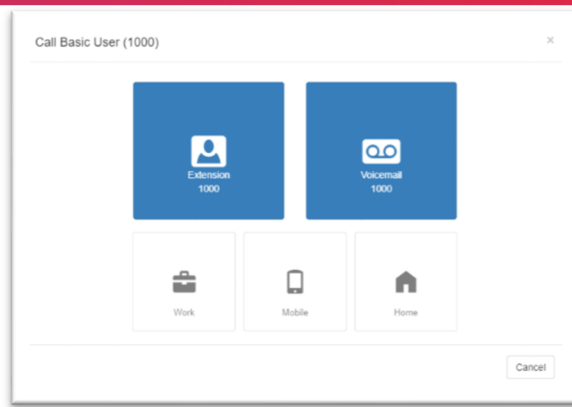 Call Basic User (1000)
×
Extension
1000
Voicemail
1000
Work
Mobile
Home
Cancel